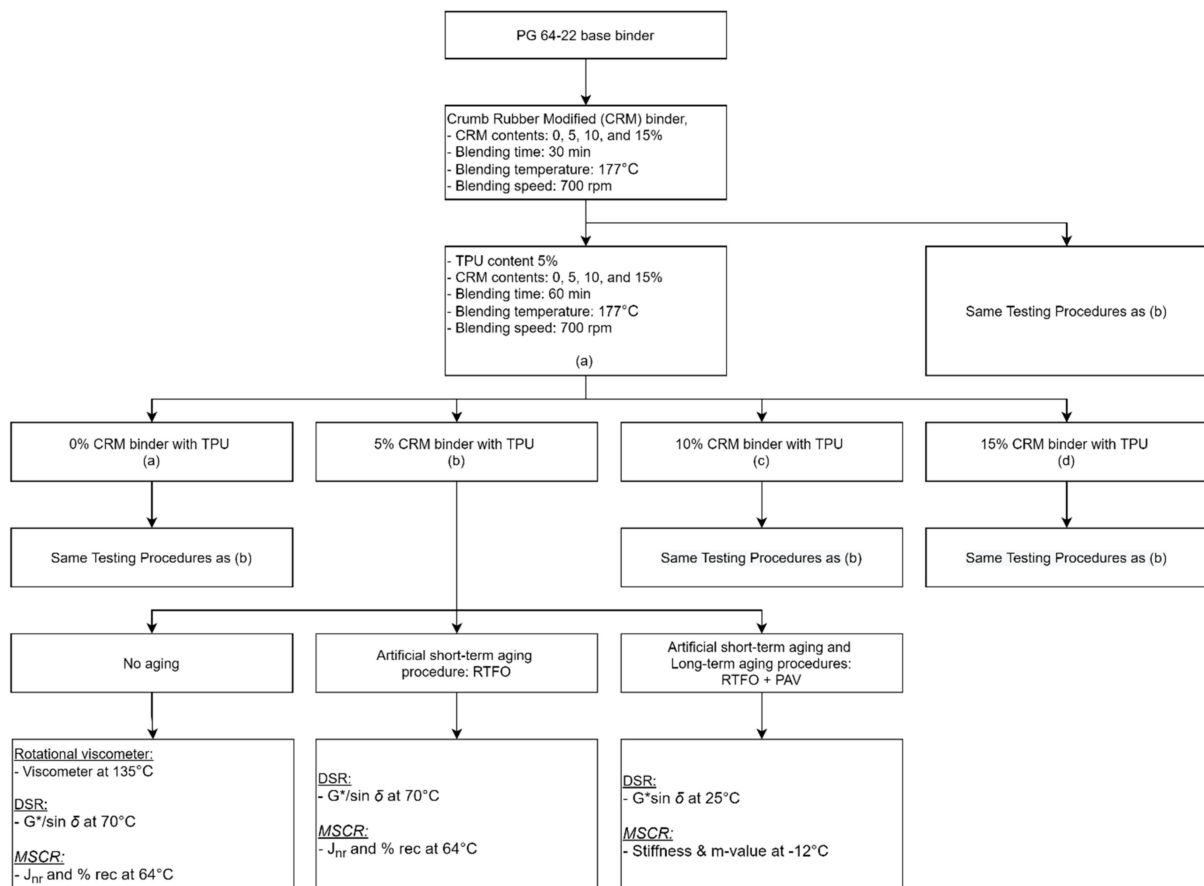 PG 64-22 base binder
Crumb Rubber Modified (CRM) binder,
- CRM contents: 0, 5, 10, and 15%
- Blending time: 30 min
- Blending temperature: 177°C
- Blending speed: 700 rpm
- TPU content 5%
- CRM contents: 0, 5, 10, and 15%
- Blending time: 60 min
- Blending temperature: 177°C
- Blending speed: 700 rpm
(a)
Same Testing Procedures as (b)
0% CRM binder with TPU
(a)
5% CRM binder with TPU
(b)
10% CRM binder with TPU
(c)
15% CRM binder with TPU
(d)
Same Testing Procedures as (b)
Same Testing Procedures as (b)
Same Testing Procedures as (b)
No aging
Artificial short-term aging
procedure: RTFO
Artificial short-term aging and
Long-term aging procedures:
RTFO + PAV
Rotational viscometer:
- Viscometer at 135°C
DSR:
- G*/sin δ at 70°C
MSCR:
- Jnr and % rec at 64°C
DSR:
- G*/sin δ at 70°C
MSCR:
- Jnr and % rec at 64°C
DSR:
- G*sin δ at 25°C
MSCR:
- Stiffness & m-value at -12°C